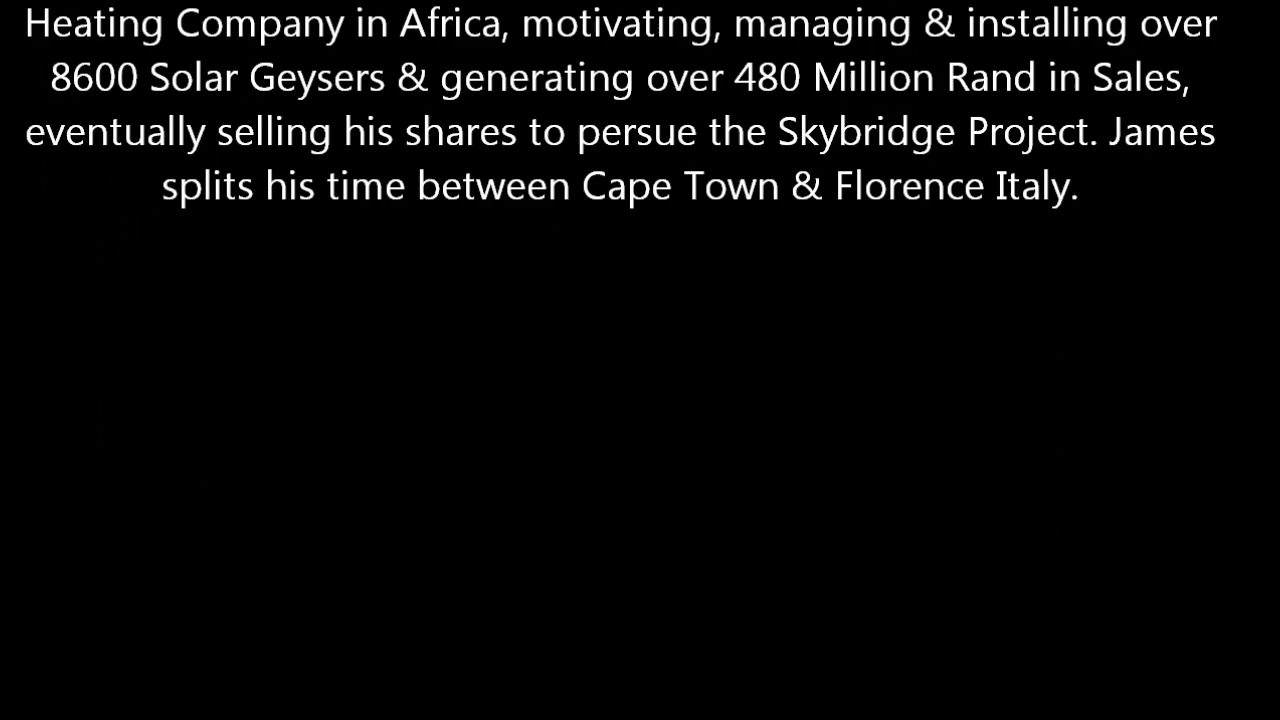 Heating Company in Africa, motivating, managing & installing over
8600 Solar Geysers & generating over 480 Million Rand in Sales,
eventually selling his shares to persue the Skybridge Project. James
splits his time between Cape Town & Florence Italy.